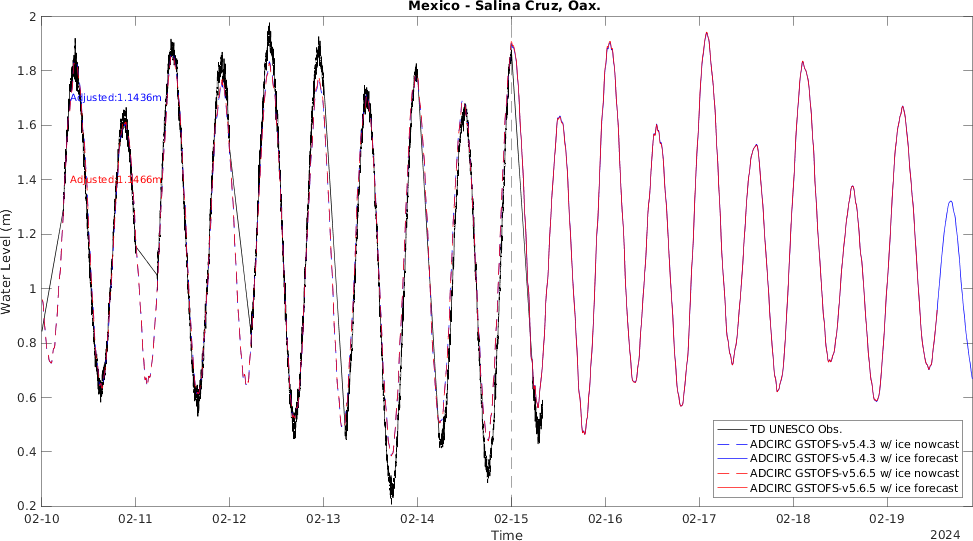 Mexico - Salina Cruz, Oax.
Water Level (m)
2
1.8
1.6
1.4
1.2
1
0.8
0.6
0.4
0.2
Adjusted:1.1436m
Adjusted:1.1466m
TD UNESCO Obs.
ADCIRC GSTOFS-v5.4.3 w/ ice nowcast
ADCIRC GSTOFS-v5.4.3 w/ ice forecast
ADCIRC GSTOFS-v5.6.5 w/ ice nowcast
ADCIRC GSTOFS-v5.6.5 w/ ice forecast
02-10 02-11 02-12 02-13 02-14 02-15 02-16 02-17 02-18 02-19
Time
2024